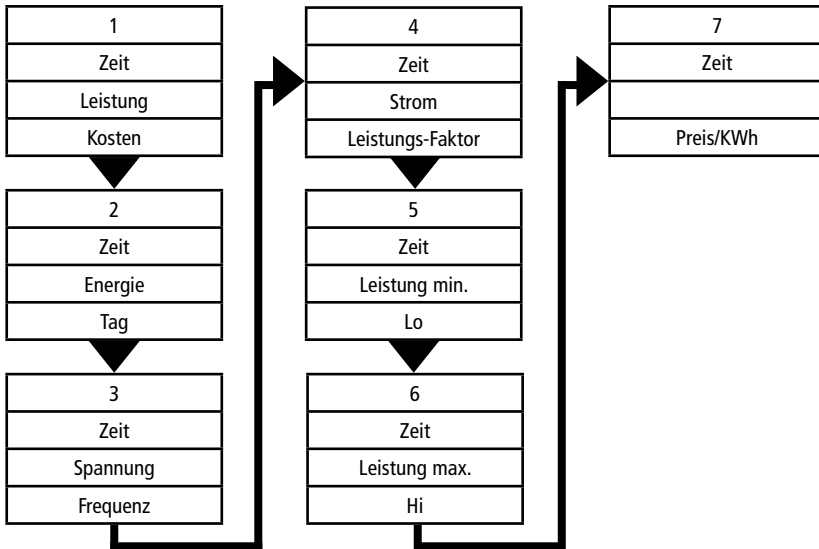 1
Zeit
Leistung
Kosten
2
Zeit
Energie
Tag
3
Zeit
Spannung
Frequenz
4
Zeit
Strom
Leistungs-Faktor
5
Zeit
Leistung min.
Lo
6
Zeit
Leistung max.
Hi
7
Zeit
Preis/KWh